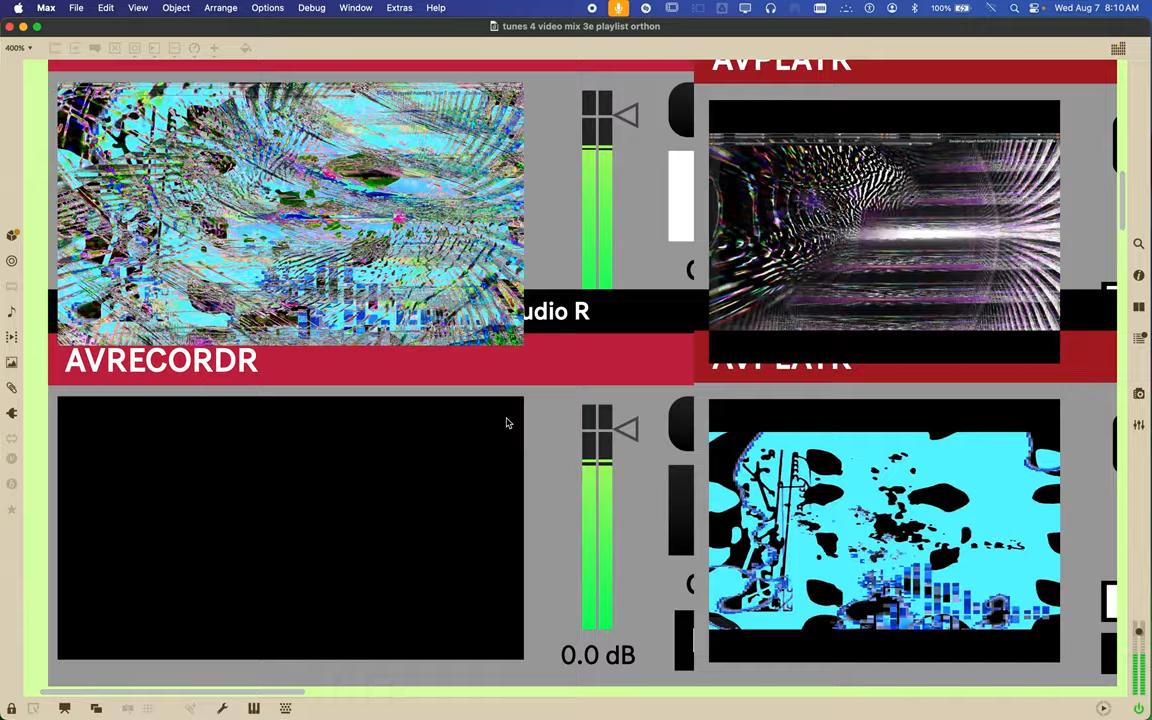 Max File Edit View Object Arrange Options Debug Window Extras Help
100% Wed Aug 7 8:10 AM
tunes 4 video mix 3e playlist orthon
400%
AVPLAYR
udio R
AVRECORDR
AVPLAYR
0.0 dB